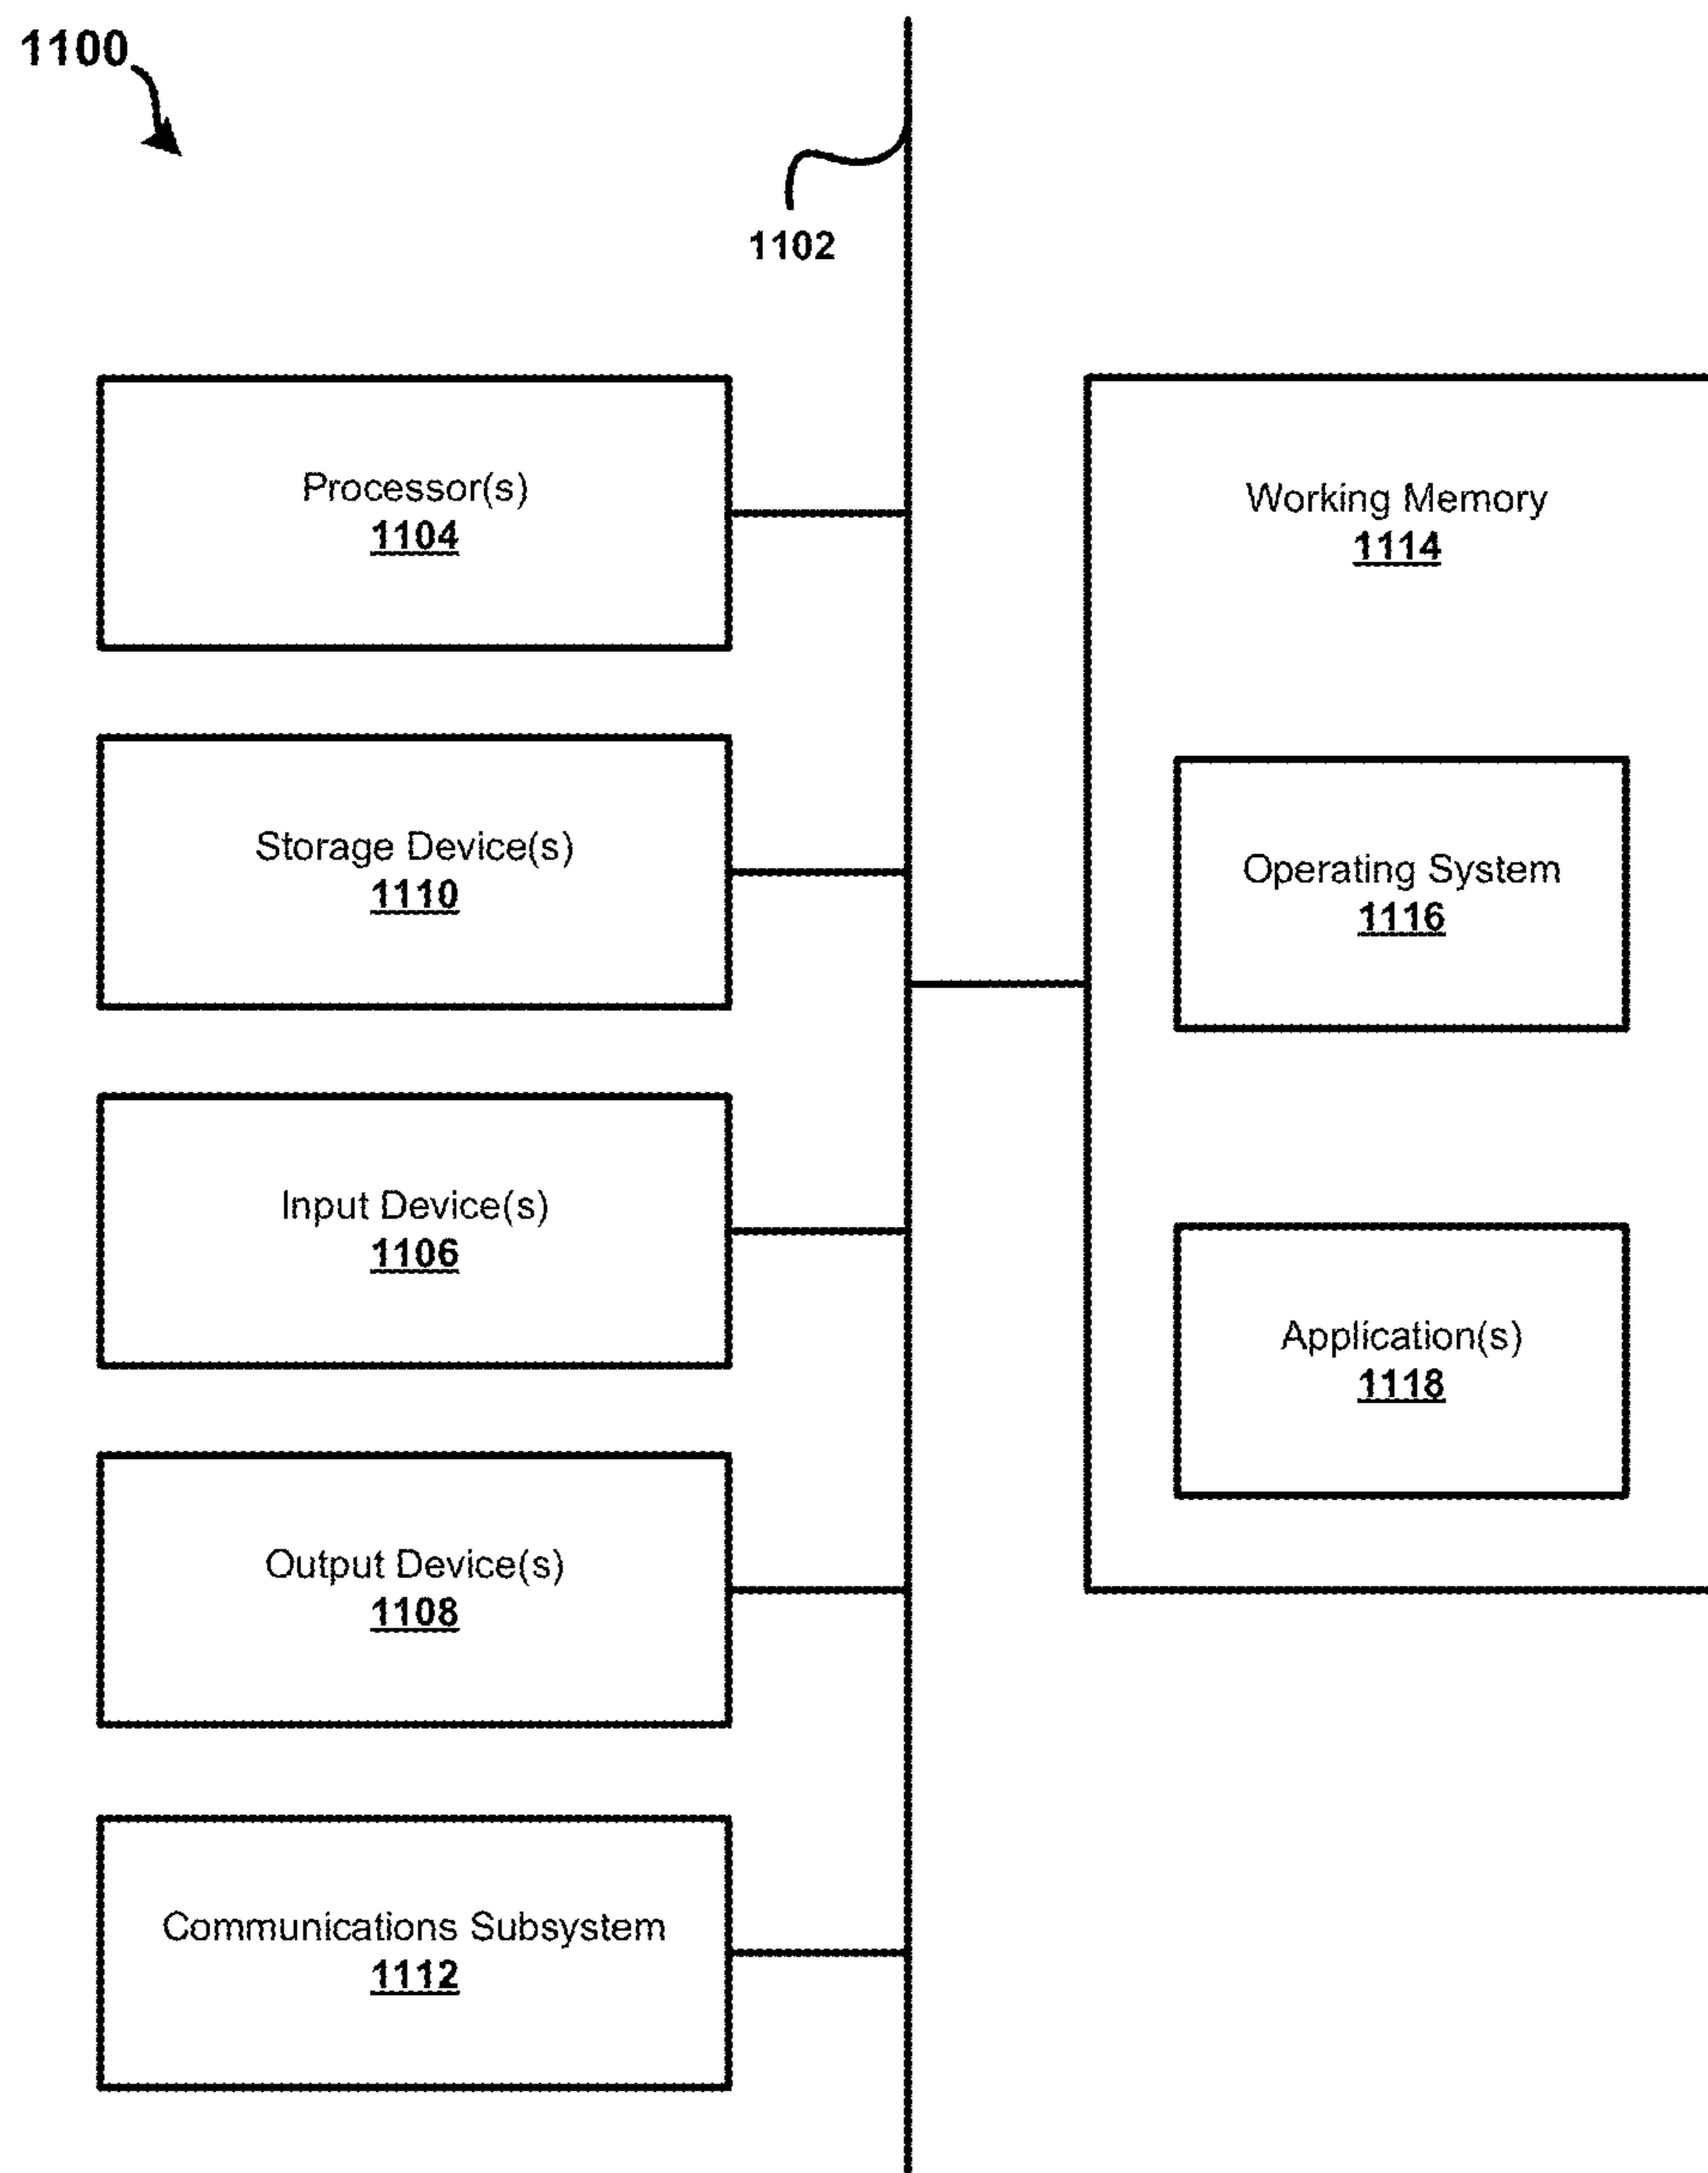 1100
1102
Processor(s)
1104
Storage Device(s)
1110
Input Device(s)
1106
Output Device(s)
1108
Communications Subsystem
1112
Working Memory
1114
Operating System
1116
Application(s)
1118